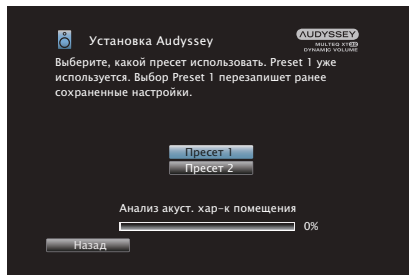 Установка Audyssey
AUDYSSEY
MULTEQ XT32
DYNAMIC VOLUME
Выберите, какой пресет использовать. Preset 1 уже
используется. Выбор Preset 1 перезапишет ранее
сохраненные настройки.
Пресет 1
Пресет 2
Анализ акуст. хар-к помещения
0%
Назад